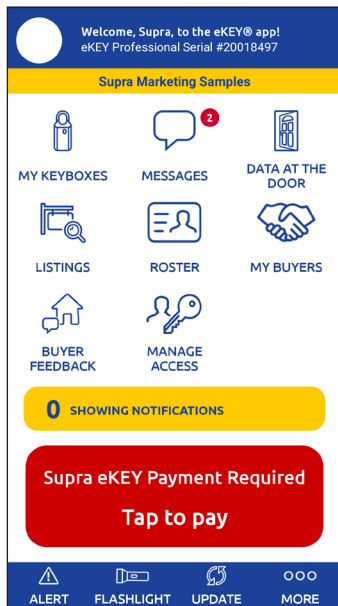 Welcome, Supra, to the eKEY® app!
eKEY Professional Serial #20018497
Supra Marketing Samples
2
MY KEYBOXES
MESSAGES
DATA AT THE
DOOR
LISTINGS
ROSTER
MY BUYERS
BUYER
FEEDBACK
MANAGE
ACCESS
0 SHOWING NOTIFICATIONS
Supra eKEY Payment Required
Tap to pay
ALERT
FLASHLIGHT
UPDATE
MORE